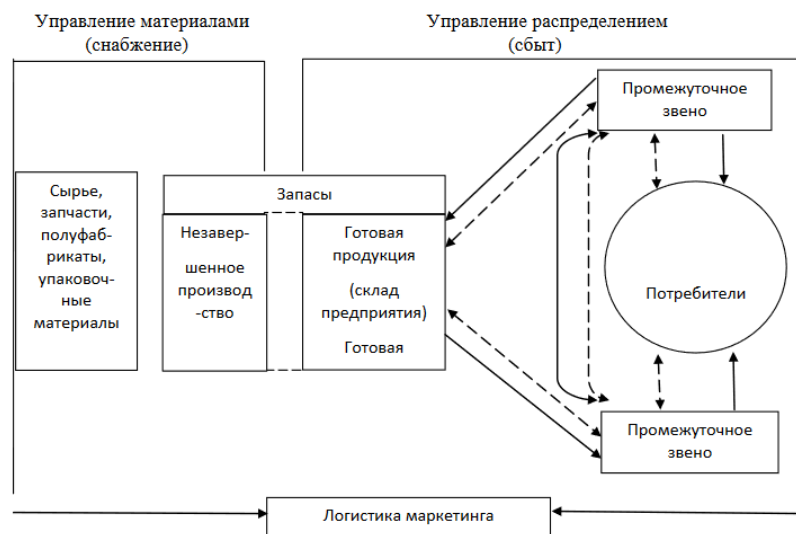 Управление материалами
(снабжение)
Управление распределением
(сбыт)
Промежуточное
звено
Запасы
Сырье,
запчасти,
полуфаб-
рикаты,
упаковоч-
ные
материалы
Незавер-
шенное
производ
-ство
Готовая
продукция
(склад
предприятия)
Готовая
Потребители
Промежуточное
звено
Логистика маркетинга